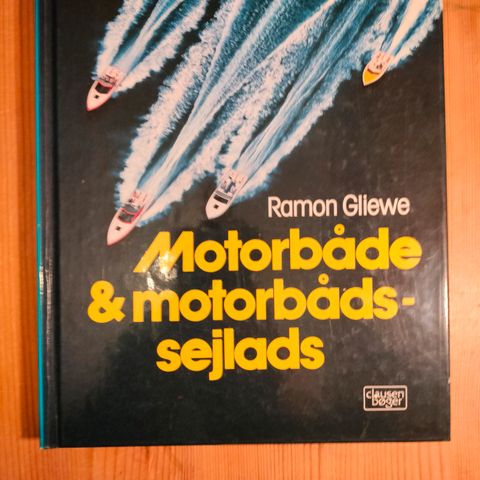 Ramon Gliewe
Motorbåde
& motorbåds-
sejlads
clausen
bøger